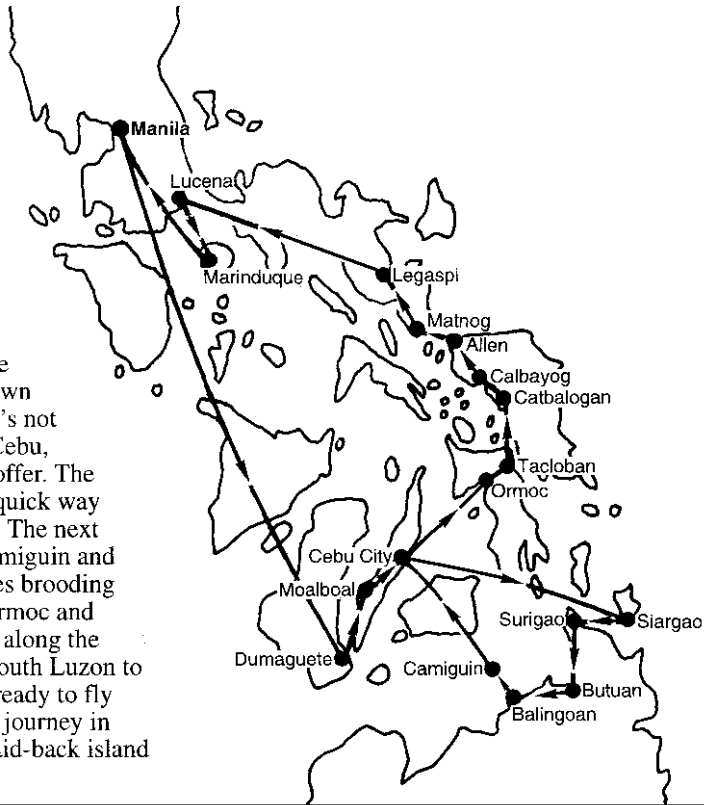 Manila
Lucena
Marinduque
Legaspi
Matnog
Allen
Calbayog
Catbalogan
Tacloban
Ormoc
Cebu City
Moalboal
Surigao
Siargao
Dumaguete
Camiguin
Butuan
Balingoan
e
wn
's not
Cebu,
offer. The
quick way
The next
miguin and
es brooding
rmoc and
along the
outh Luzon to
ready to fly
journey in
aid-back island